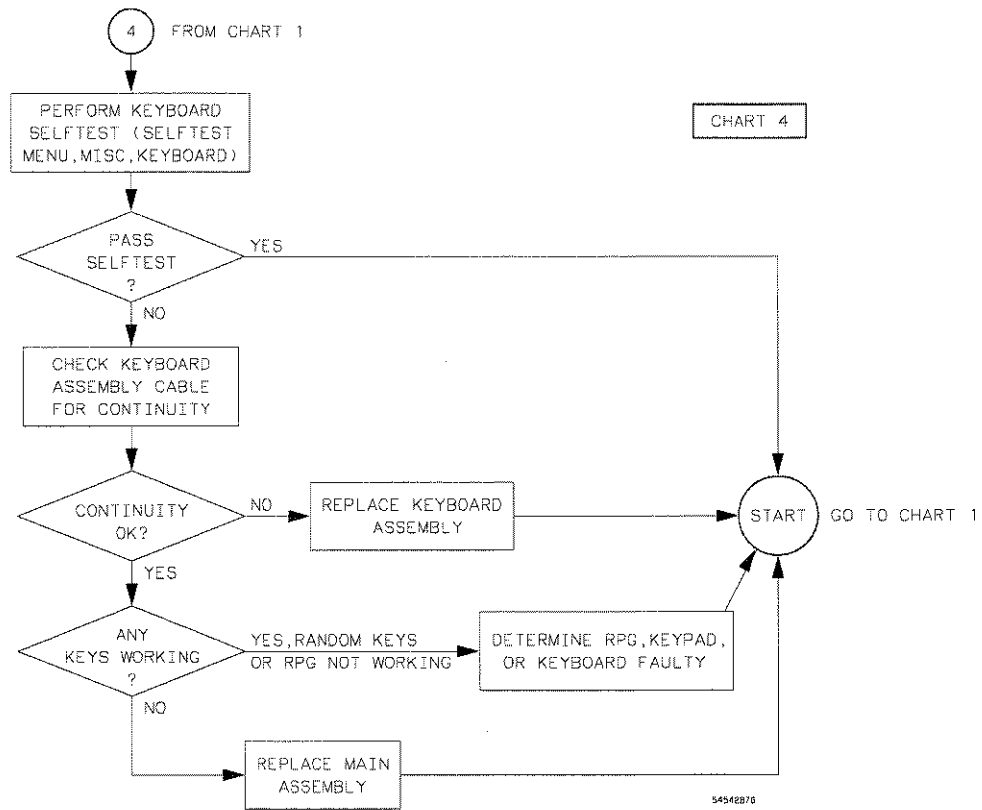 4 FROM CHART 1
PERFORM KEYBOARD
SELFTEST (SELFTEST
MENU,MISC,KEYBOARD)
CHART 4
PASS
SELFTEST
?
YES
NO
CHECK KEYBOARD
ASSEMBLY CABLE
FOR CONTINUITY
CONTINUITY
OK?
NO
REPLACE KEYBOARD
ASSEMBLY
START GO TO CHART 1
YES
ANY
KEYS WORKING
?
YES,RANDOM KEYS
OR RPG NOT WORKING
DETERMINE RPG,KEYPAD,
OR KEYBOARD FAULTY
NO
REPLACE MAIN
ASSEMBLY